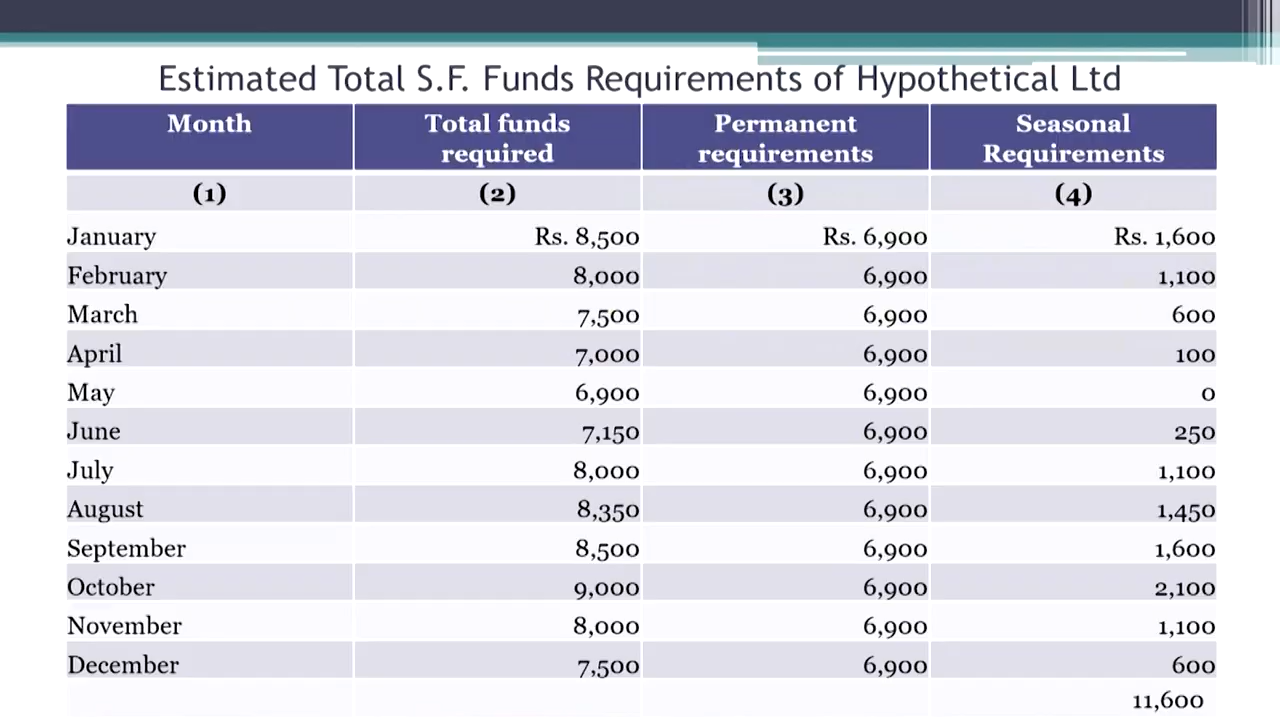 Estimated Total S.F. Funds Requirements of Hypothetical Ltd
Month Total funds required Permanent requirements Seasonal Requirements
(1) (2) (3) (4)
January Rs. 8,500 Rs. 6,900 Rs. 1,600
February 8,000 6,900 1,100
March 7,500 6,900 600
April 7,000 6,900 100
May 6,900 6,900 0
June 7,150 6,900 250
July 8,000 6,900 1,100
August 8,350 6,900 1,450
September 8,500 6,900 1,600
October 9,000 6,900 2,100
November 8,000 6,900 1,100
December 7,500 6,900 600
11,600